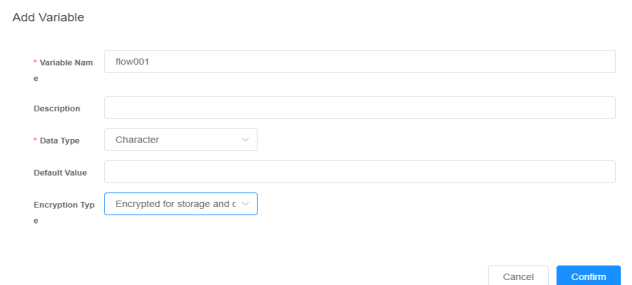 Add Variable
* Variable Nam
e
flow001
Description
* Data Type
Character
Default Value
Encryption Typ
e
Encrypted for storage and c
Cancel
Confirm